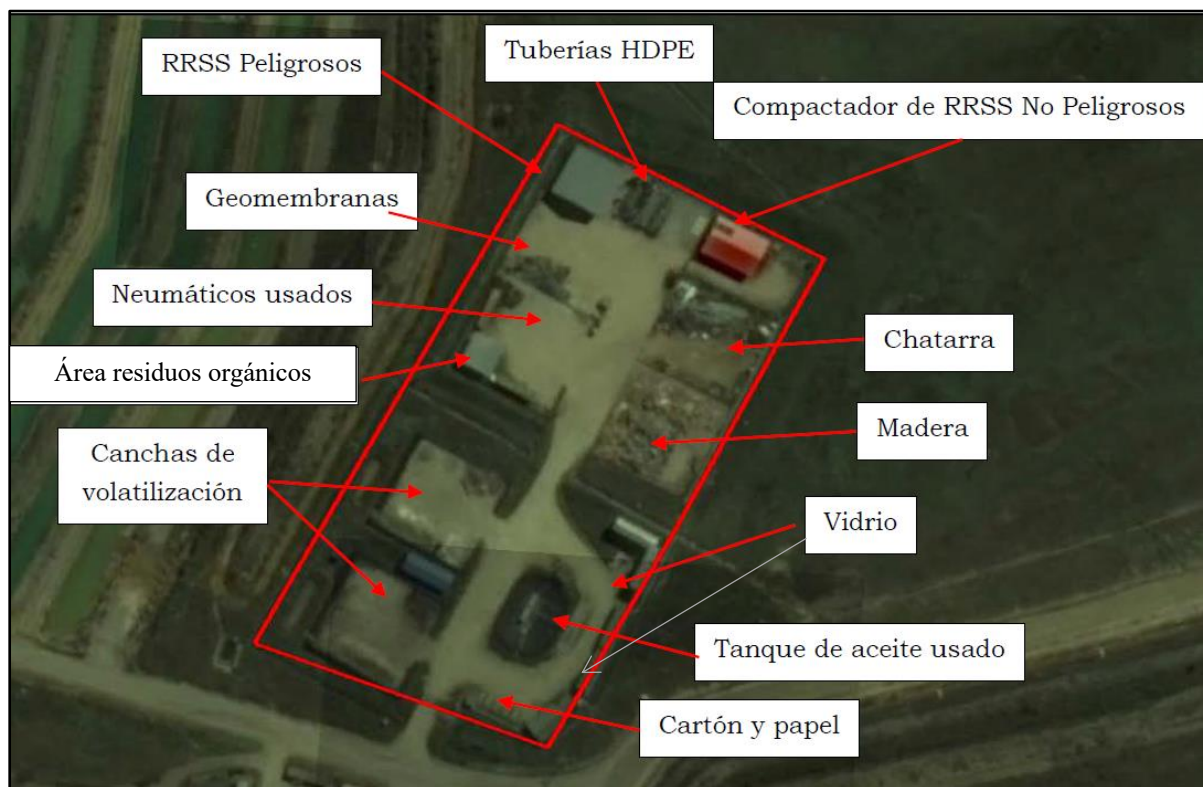 RRSS Peligrosos
Tuberías HDPE
Compactador de RRSS No Peligrosos
Geomembranas
Neumáticos usados
Chatarra
Área residuos orgánicos
Madera
Canchas de
volatilización
Vidrio
Tanque de aceite usado
Cartón y papel